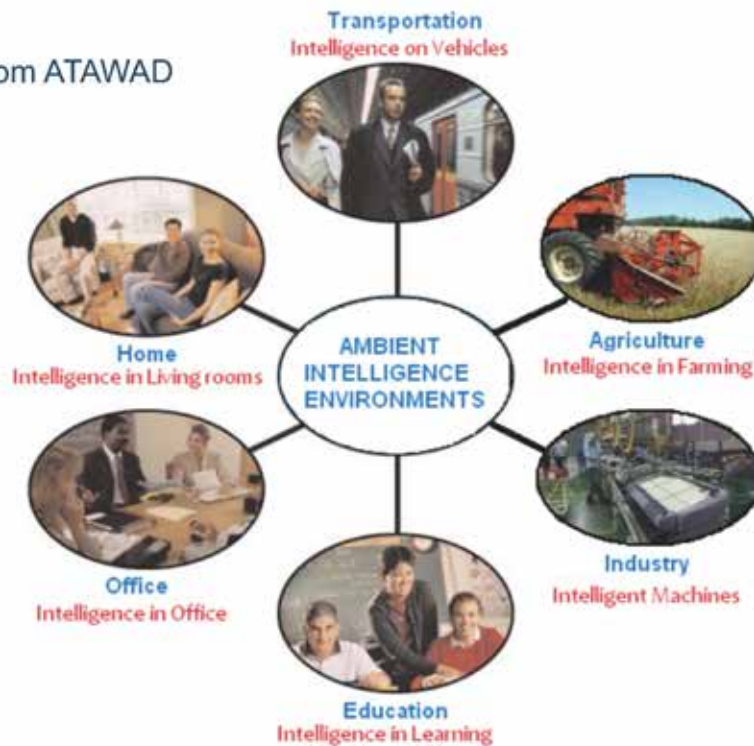 Transportation
Intelligence on Vehicles
ATAWAD
Home
Intelligence in Living rooms
AMBIENT
INTELLIGENCE
ENVIRONMENTS
Agriculture
Intelligence in Farming
Office
Intelligence in Office
Industry
Intelligent Machines
Education
Intelligence in Learning